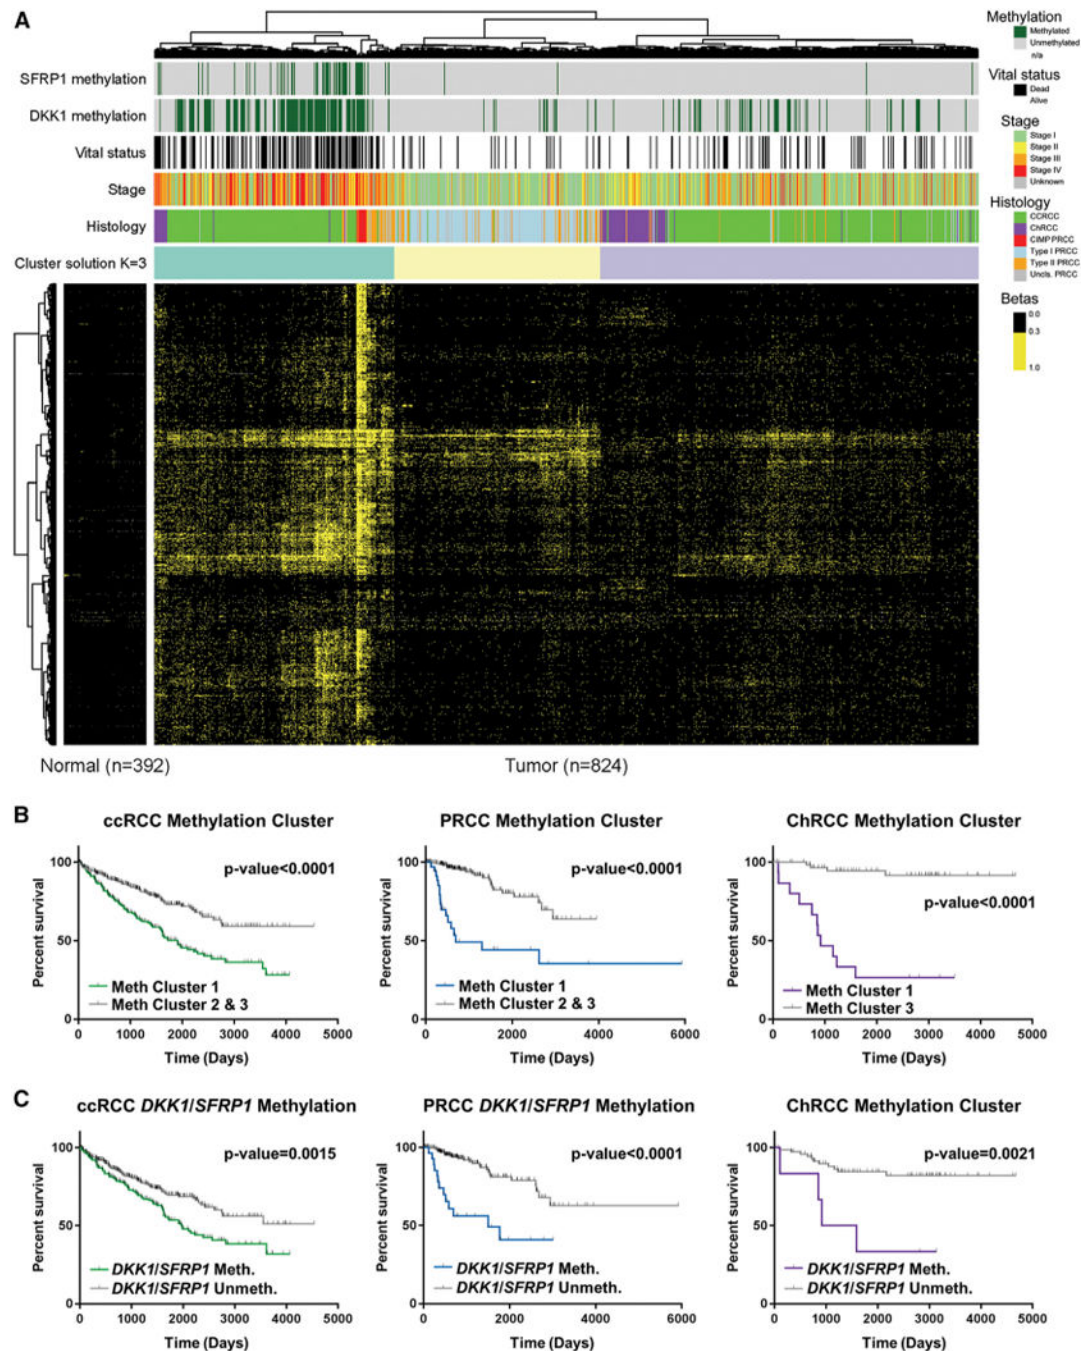 A
Methylation
Methylated
Unmethylated
n/a
SFRP1 methylation
DKK1 methylation
Vital status
Stage
Histology
Cluster solution K=3
Vital status
Dead
Alive
Stage
Stage I
Stage II
Stage III
Stage IV
Unknown
Histology
CCRCC
ChRCC
CIMP PRCC
Type I PRCC
Type II PRCC
Uncls. PRCC
Betas
0.0
0.3
1.0
Normal (n=392)
Tumor (n=824)
B
ccRCC Methylation Cluster
Percent survival
100
50
0
p-value<0.0001
Meth Cluster 1
Meth Cluster 2 & 3
0 1000 2000 3000 4000 5000
Time (Days)
PRCC Methylation Cluster
Percent survival
100
50
0
p-value<0.0001
Meth Cluster 1
Meth Cluster 2 & 3
0 2000 4000 6000
Time (Days)
ChRCC Methylation Cluster
Percent survival
100
50
0
p-value<0.0001
Meth Cluster 1
Meth Cluster 3
0 1000 2000 3000 4000 5000
Time (Days)
C
ccRCC DKK1/SFRP1 Methylation
Percent survival
100
50
0
p-value=0.0015
DKK1/SFRP1 Meth.
DKK1/SFRP1 Unmeth.
0 1000 2000 3000 4000 5000
Time (Days)
PRCC DKK1/SFRP1 Methylation
Percent survival
100
50
0
p-value<0.0001
DKK1/SFRP1 Meth.
DKK1/SFRP1 Unmeth.
0 2000 4000 6000
Time (Days)
ChRCC Methylation Cluster
Percent survival
100
50
0
p-value=0.0021
DKK1/SFRP1 Meth.
DKK1/SFRP1 Unmeth.
0 1000 2000 3000 4000 5000
Time (Days)